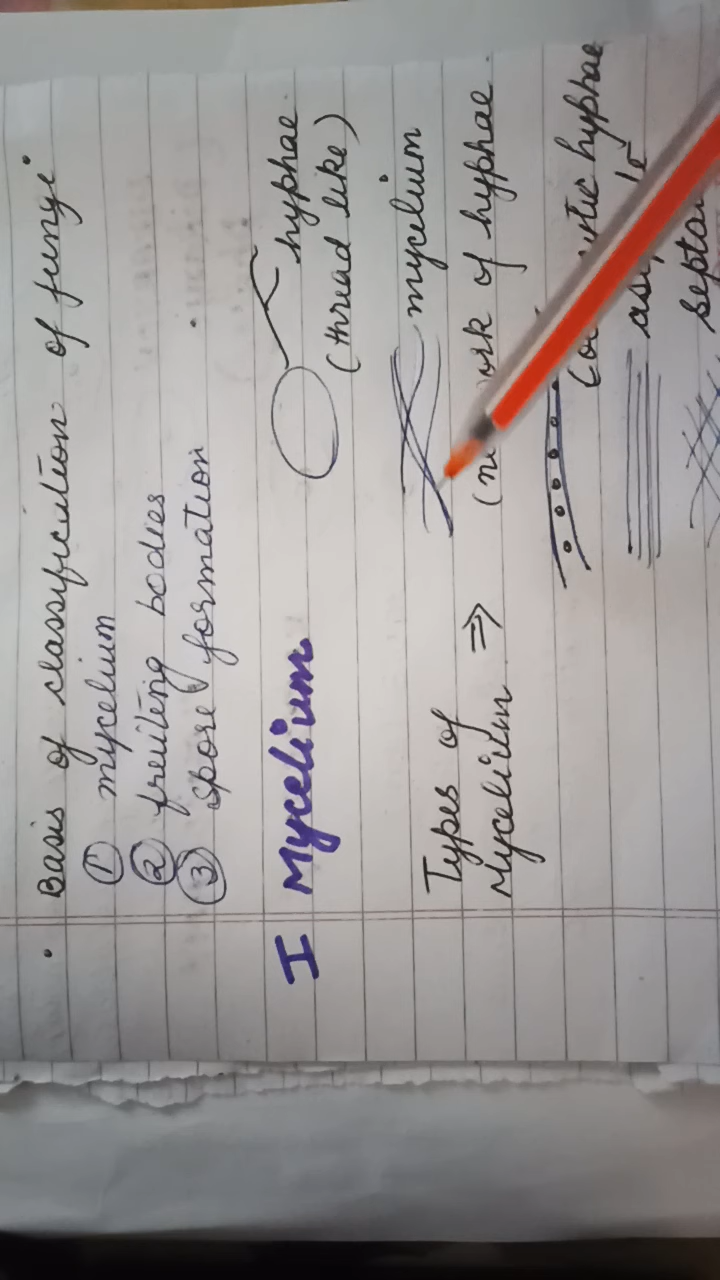 • Basis of classification of fungi
① mycelium
② fruiting bodies
③ spore formation
I Mycelium
hyphae
(thread like)
mycelium
of hyphae
Types of
Mycelium ⇒
hyphae